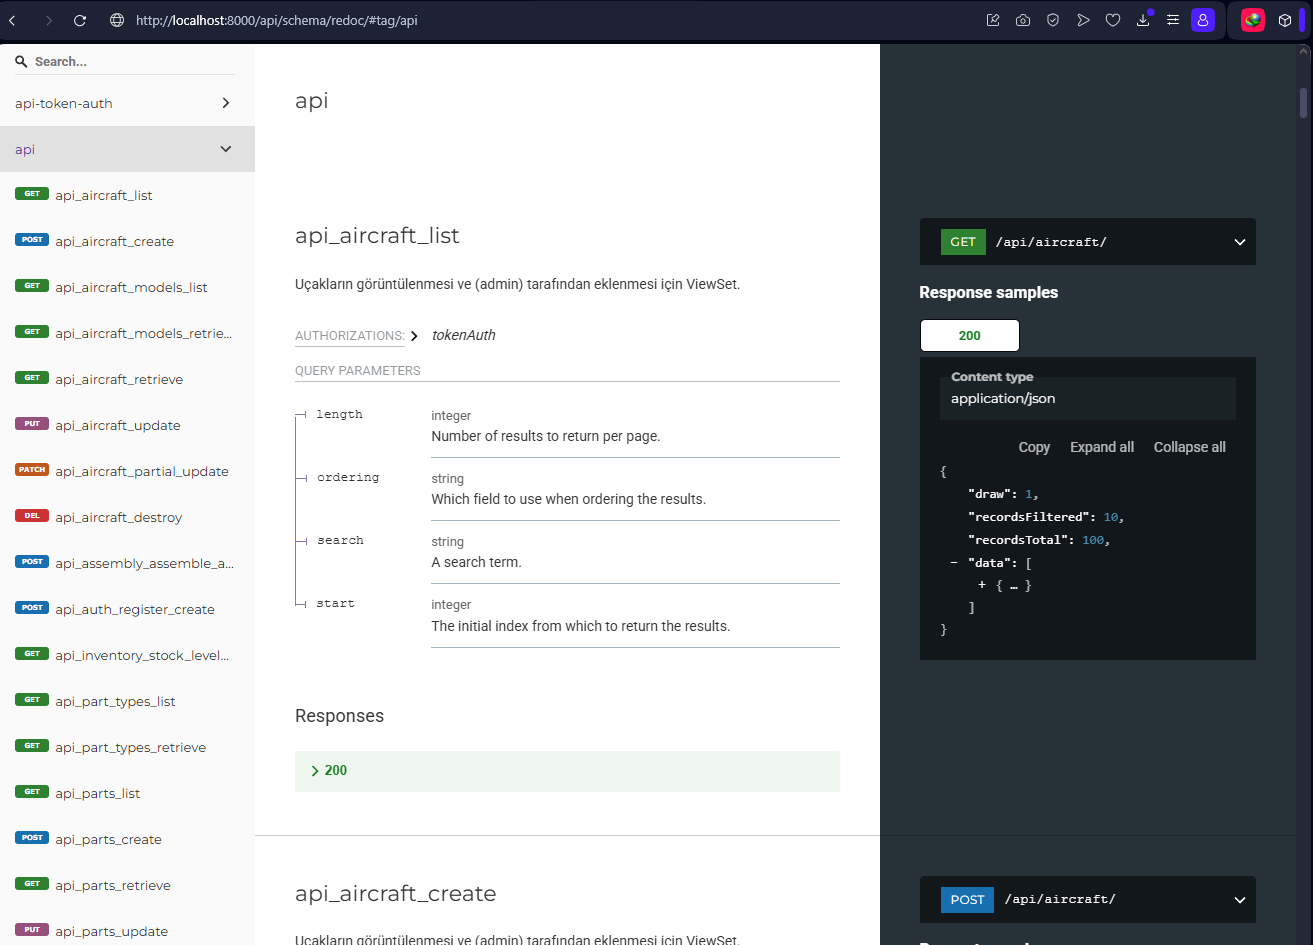 http://localhost:8000/api/schema/redoc/#tag/api
Search...
api-token-auth
api
GET api_aircraft_list
POST api_aircraft_create
GET api_aircraft_models_list
GET api_aircraft_models_retrie...
GET api_aircraft_retrieve
PUT api_aircraft_update
PATCH api_aircraft_partial_update
DEL api_aircraft_destroy
POST api_assembly_assemble_a...
POST api_auth_register_create
GET api_inventory_stock_level...
GET api_part_types_list
GET api_part_types_retrieve
GET api_parts_list
POST api_parts_create
GET api_parts_retrieve
PUT api_parts_update
api
api_aircraft_list
Uçakların görüntülenmesi ve (admin) tarafından eklenmesi için ViewSet.
AUTHORIZATIONS: tokenAuth
QUERY PARAMETERS
length integer
Number of results to return per page.
ordering string
Which field to use when ordering the results.
search string
A search term.
start integer
The initial index from which to return the results.
Responses
200
api_aircraft_create
Uçakların görüntülenmesi ve (admin) tarafından eklenmesi için ViewSet.
GET /api/aircraft/
Response samples
200
Content type
application/json
Copy Expand all Collapse all
{
"draw": 1,
"recordsFiltered": 10,
"recordsTotal": 100,
- "data": [
+ { … }
]
}
POST /api/aircraft/